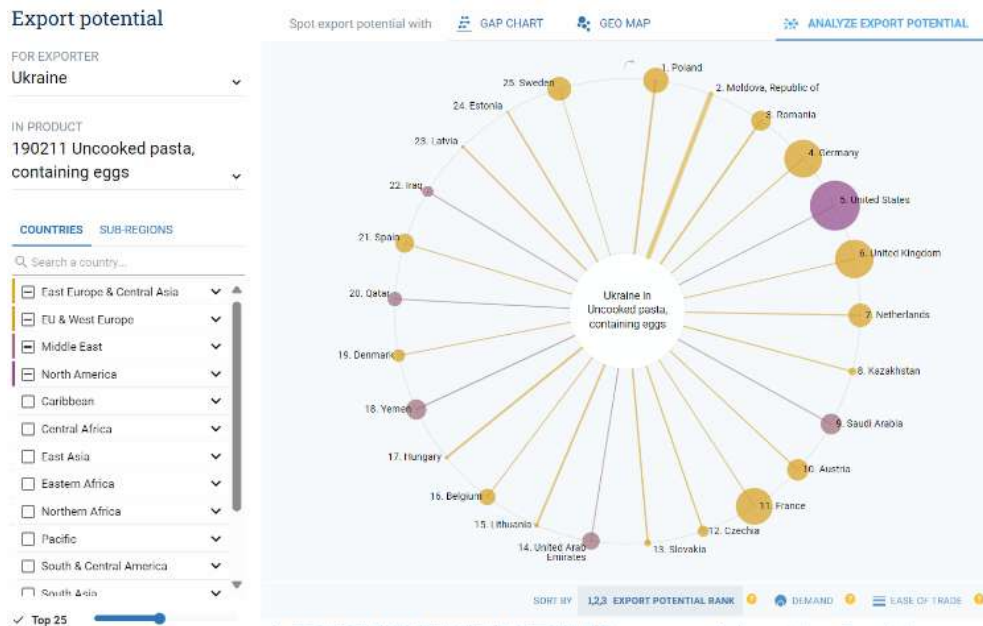 Export potential
Spot export potential with
GAP CHART
GEO MAP
ANALYZE EXPORT POTENTIAL
FOR EXPORTER
Ukraine
IN PRODUCT
190211 Uncooked pasta,
containing eggs
COUNTRIES
SUB-REGIONS
Search a country...
East Europe & Central Asia
EU & West Europe
Middle East
North America
Caribbean
Central Africa
East Asia
Eastern Africa
Northern Africa
Pacific
South & Central America
South Asia
Top 25
1. Poland
2. Moldova, Republic of
3. Romania
4. Germany
5. United States
6. United Kingdom
7. Netherlands
8. Kazakhstan
9. Saudi Arabia
10. Austria
11. France
12. Czechia
13. Slovakia
14. United Arab
Emirates
15. Lithuania
16. Belgium
17. Hungary
18. Yemen
19. Denmark
20. Qatar
21. Spain
22. Iraq
23. Latvia
24. Estonia
25. Sweden
Ukraine in
Uncooked pasta,
containing eggs
SORT BY
1,2,3 EXPORT POTENTIAL RANK
?
DEMAND
?
EASE OF TRADE
?